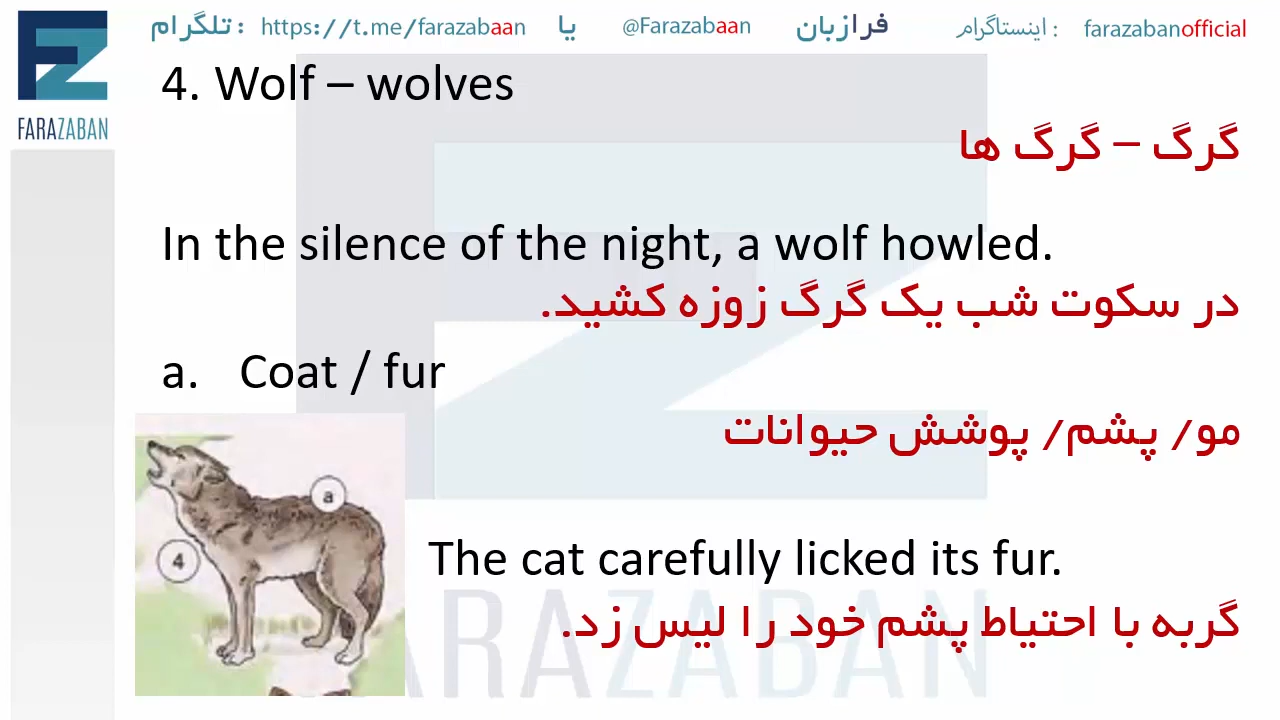 تلگرام : https://t.me/farazabaan یا @Farazabaan فرازبان اینستاگرام : farazabanofficial
FZ
FARAZABAN
4. Wolf – wolves
گرگ – گرگ ها
In the silence of the night, a wolf howled.
در سکوت شب یک گرگ زوزه کشید.
a. Coat / fur
مو/ پشم/ پوشش حیوانات
a
4
The cat carefully licked its fur.
گربه با احتیاط پشم خود را لیس زد.
FARAZABAN